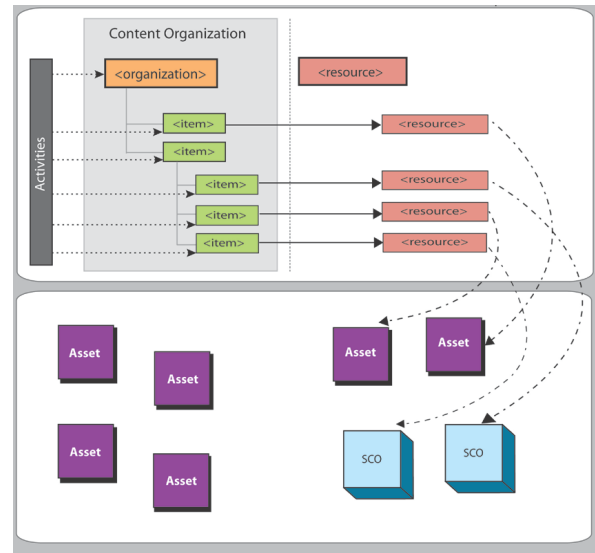 Content Organization
<organization>
<resource>
Activities
<item>
<resource>
<item>
<item>
<resource>
<item>
<resource>
<item>
<resource>
Asset
Asset
Asset
Asset
Asset
Asset
SCO
SCO